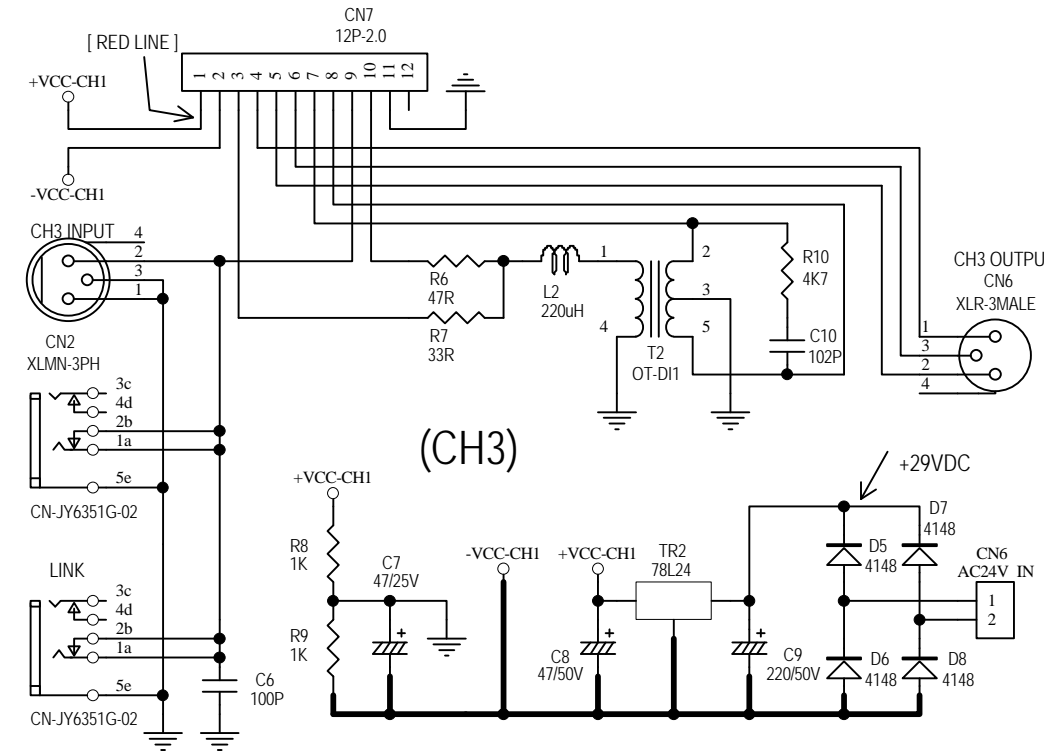 CN7
12P-2.0
[ RED LINE ]
1 2 3 4 5 6 7 8 9 10 11 12
+VCC-CH1
-VCC-CH1
CH3 INPUT
4
2
3
1
CN2
XLMN-3PH
3c
4d
2b
1a
5e
CN-JY6351G-02
LINK
3c
4d
2b
1a
5e
CN-JY6351G-02
C6
100P
R6
47R
R7
33R
L2
220uH
1
4
2
3
5
T2
OT-DI1
R10
4K7
C10
102P
CH3 OUTPU
CN6
XLR-3MALE
1
3
2
4
(CH3)
+VCC-CH1
R8
1K
R9
1K
C7
47/25V
-VCC-CH1
+VCC-CH1
TR2
78L24
C8
47/50V
C9
220/50V
+29VDC
D5
4148
D7
4148
D6
4148
D8
4148
CN6
AC24V IN
1
2